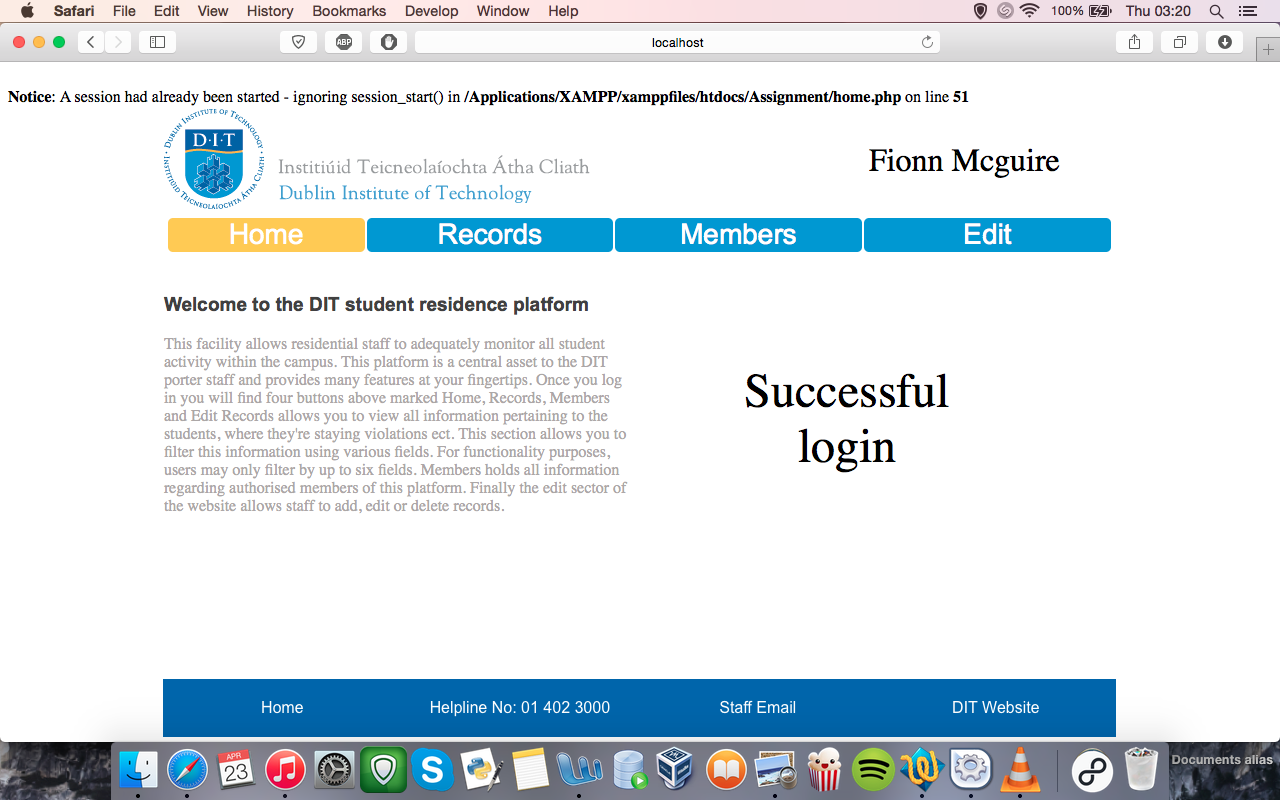 Safari File Edit View History Bookmarks Develop Window Help 100% Thu 03:20
ABP localhost
Notice: A session had already been started - ignoring session_start() in /Applications/XAMPP/xamppfiles/htdocs/Assignment/home.php on line 51
DUBLIN INSTITUTE OF TECHNOLOGY
D·I·T
INSTITIÚID TEICNEOLAÍOCHTA ÁTHA CLIATH
Institiúid Teicneolaíochta Átha Cliath
Dublin Institute of Technology
Fionn Mcguire
Home Records Members Edit
Welcome to the DIT student residence platform
This facility allows residential staff to adequately monitor all student
activity within the campus. This platform is a central asset to the DIT
porter staff and provides many features at your fingertips. Once you log
in you will find four buttons above marked Home, Records, Members
and Edit Records allows you to view all information pertaining to the
students, where they're staying violations ect. This section allows you to
filter this information using various fields. For functionality purposes,
users may only filter by up to six fields. Members holds all information
regarding authorised members of this platform. Finally the edit sector of
the website allows staff to add, edit or delete records.
Successful
login
Home Helpline No: 01 402 3000 Staff Email DIT Website
APR
23
S
Documents alias